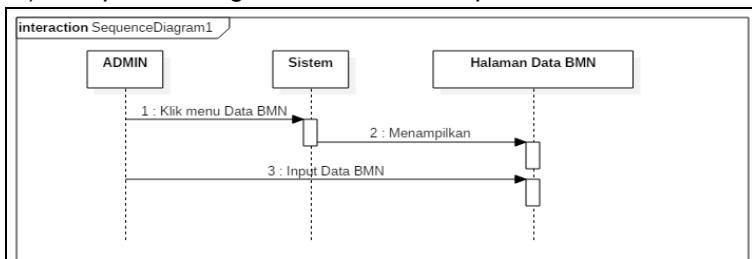 interaction SequenceDiagram1
ADMIN
Sistem
Halaman Data BMN
1 : Klik menu Data BMN
2 : Menampilkan
3 : Input Data BMN